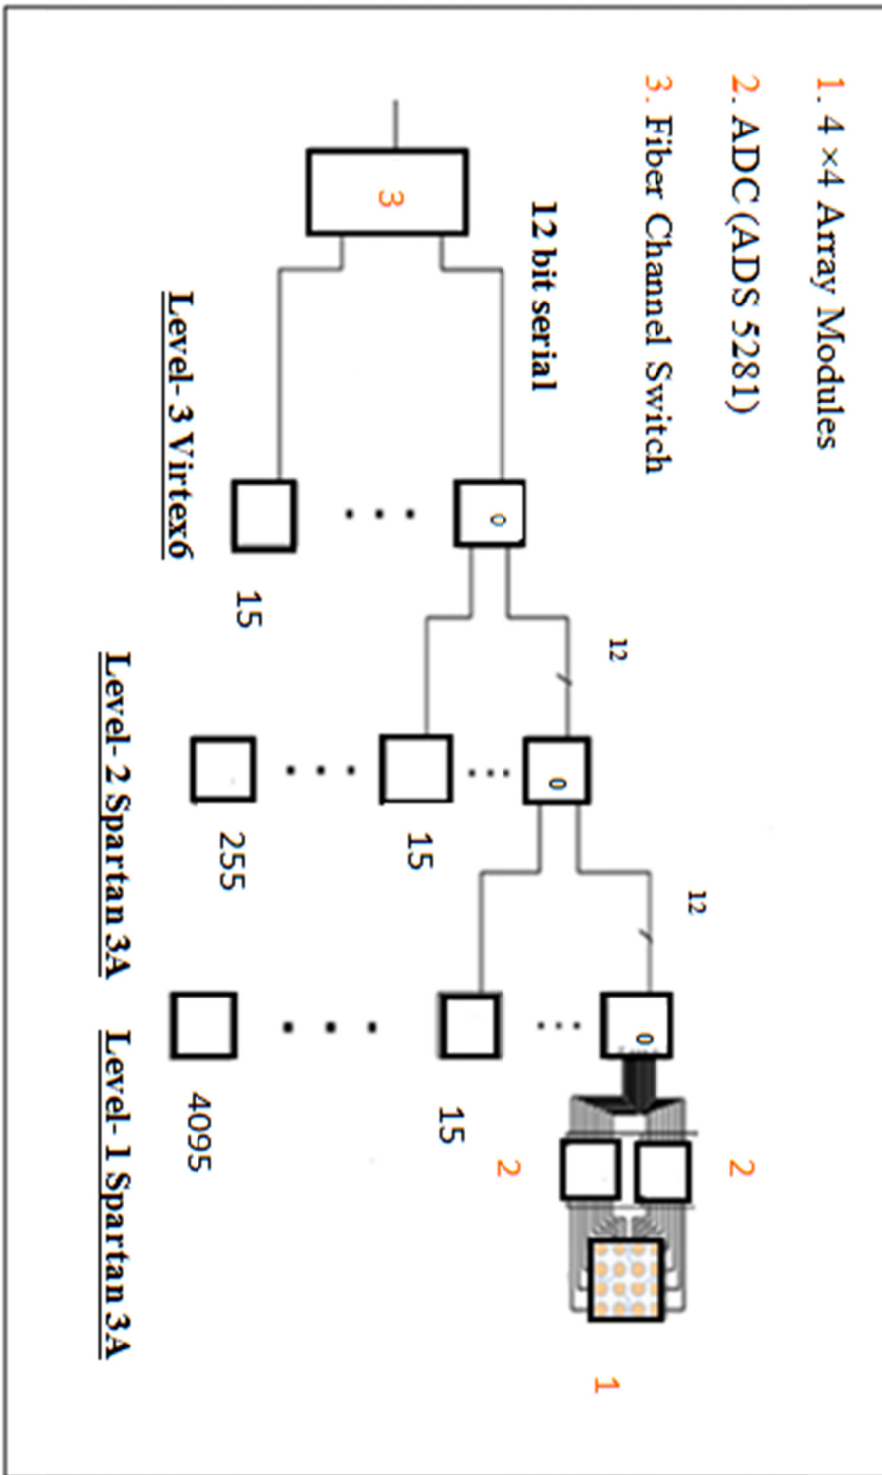 1. 4 ×4 Array Modules
2. ADC (ADS 5281)
3. Fiber Channel Switch
12 bit serial
3
0
15
Level- 3 Virtex6
12
0
15
255
Level- 2 Spartan 3A
12
0
15
4095
Level- 1 Spartan 3A
2
2
1